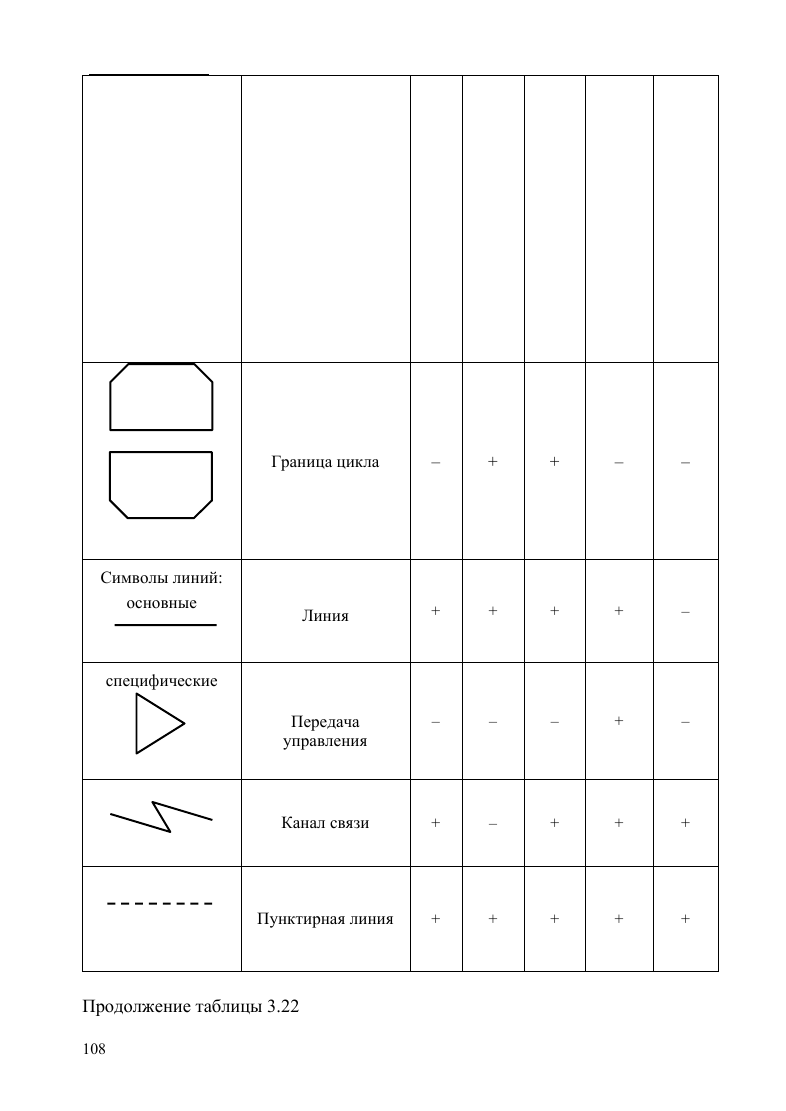 Граница цикла – + + – –
Символы линий:
основные
Линия + + + + –
специфические
Передача
управления – – – + –
Канал связи + – + + +
Пунктирная линия + + + + +
Продолжение таблицы 3.22
108